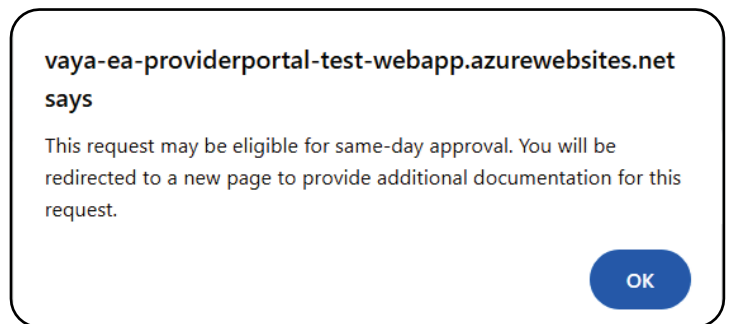 vaya-ea-providerportal-test-webapp.azurewebsites.net
says
This request may be eligible for same-day approval. You will be
redirected to a new page to provide additional documentation for this
request.
OK